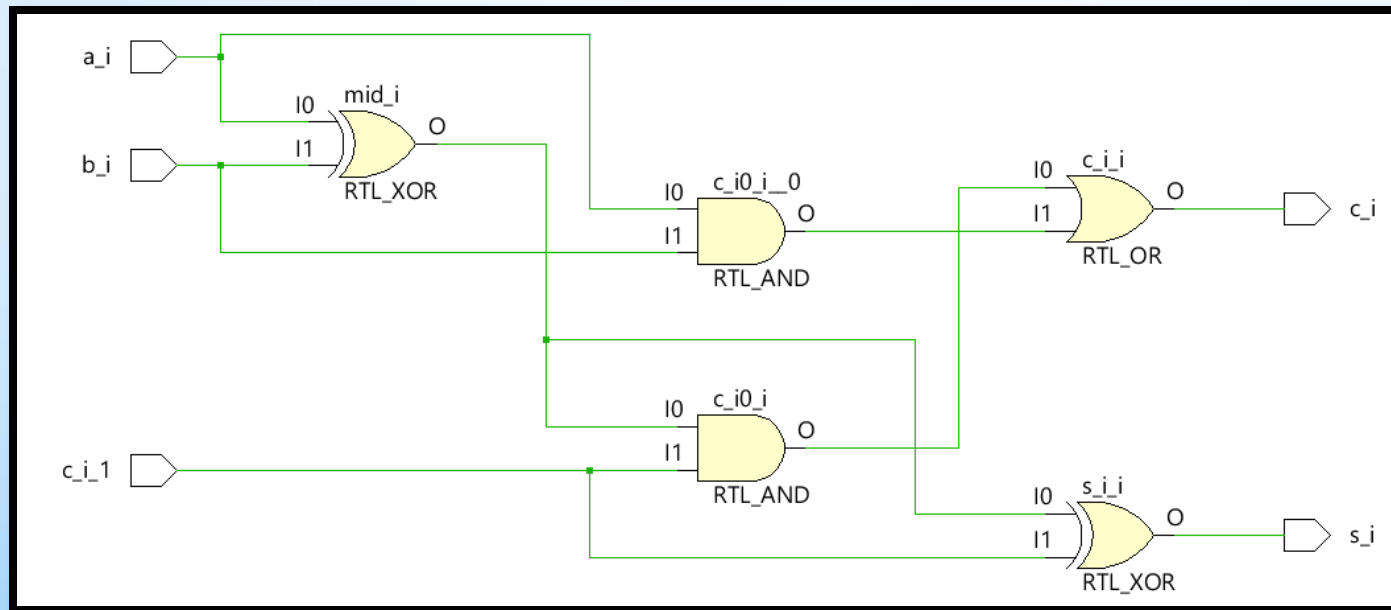 a_i
mid_i
I0
O
I1
b_i
RTL_XOR
c_i0_i__0
I0
O
I1
RTL_AND
c_i_i
I0
O
I1
c_i
RTL_OR
c_i0_i
I0
O
I1
c_i_1
RTL_AND
s_i_i
I0
O
I1
s_i
RTL_XOR